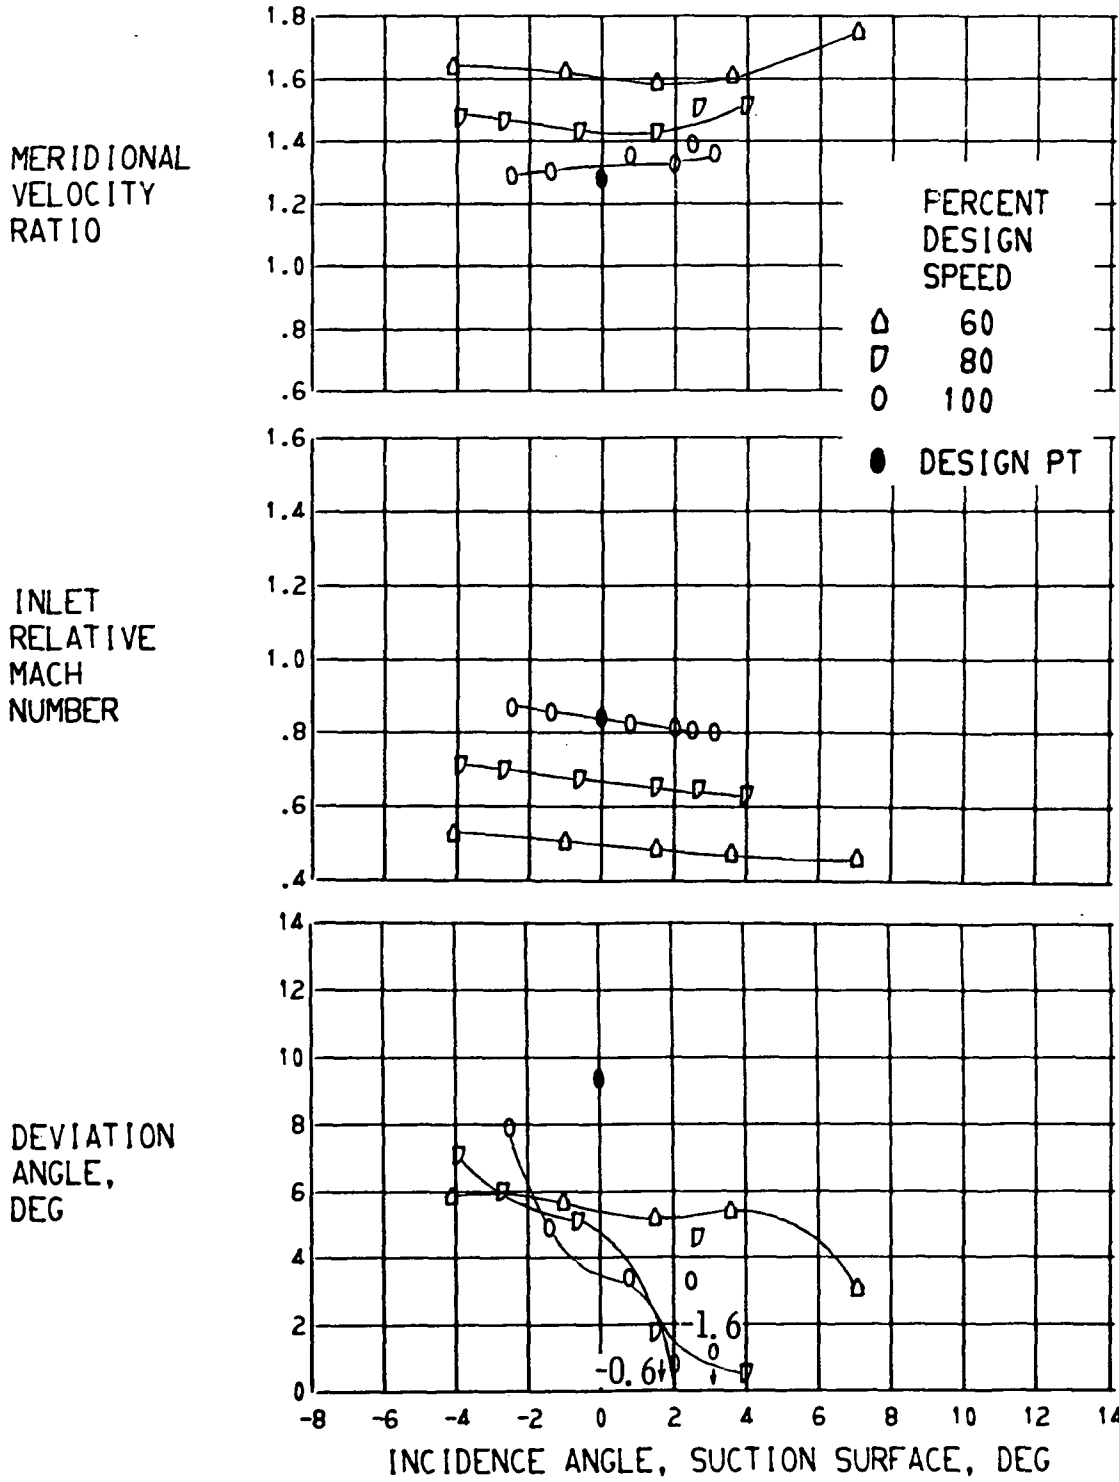 1.8
1.6
1.4
1.2
1.0
.8
.6
MERIDIONAL
VELOCITY
RATIO
PERCENT
DESIGN
SPEED
60
80
100
DESIGN PT
1.6
1.4
1.2
1.0
.8
.6
.4
INLET
RELATIVE
MACH
NUMBER
14
12
10
8
6
4
2
0
DEVIATION
ANGLE,
DEG
-1.6
-0.6
-8 -6 -4 -2 0 2 4 6 8 10 12 14
INCIDENCE ANGLE, SUCTION SURFACE, DEG